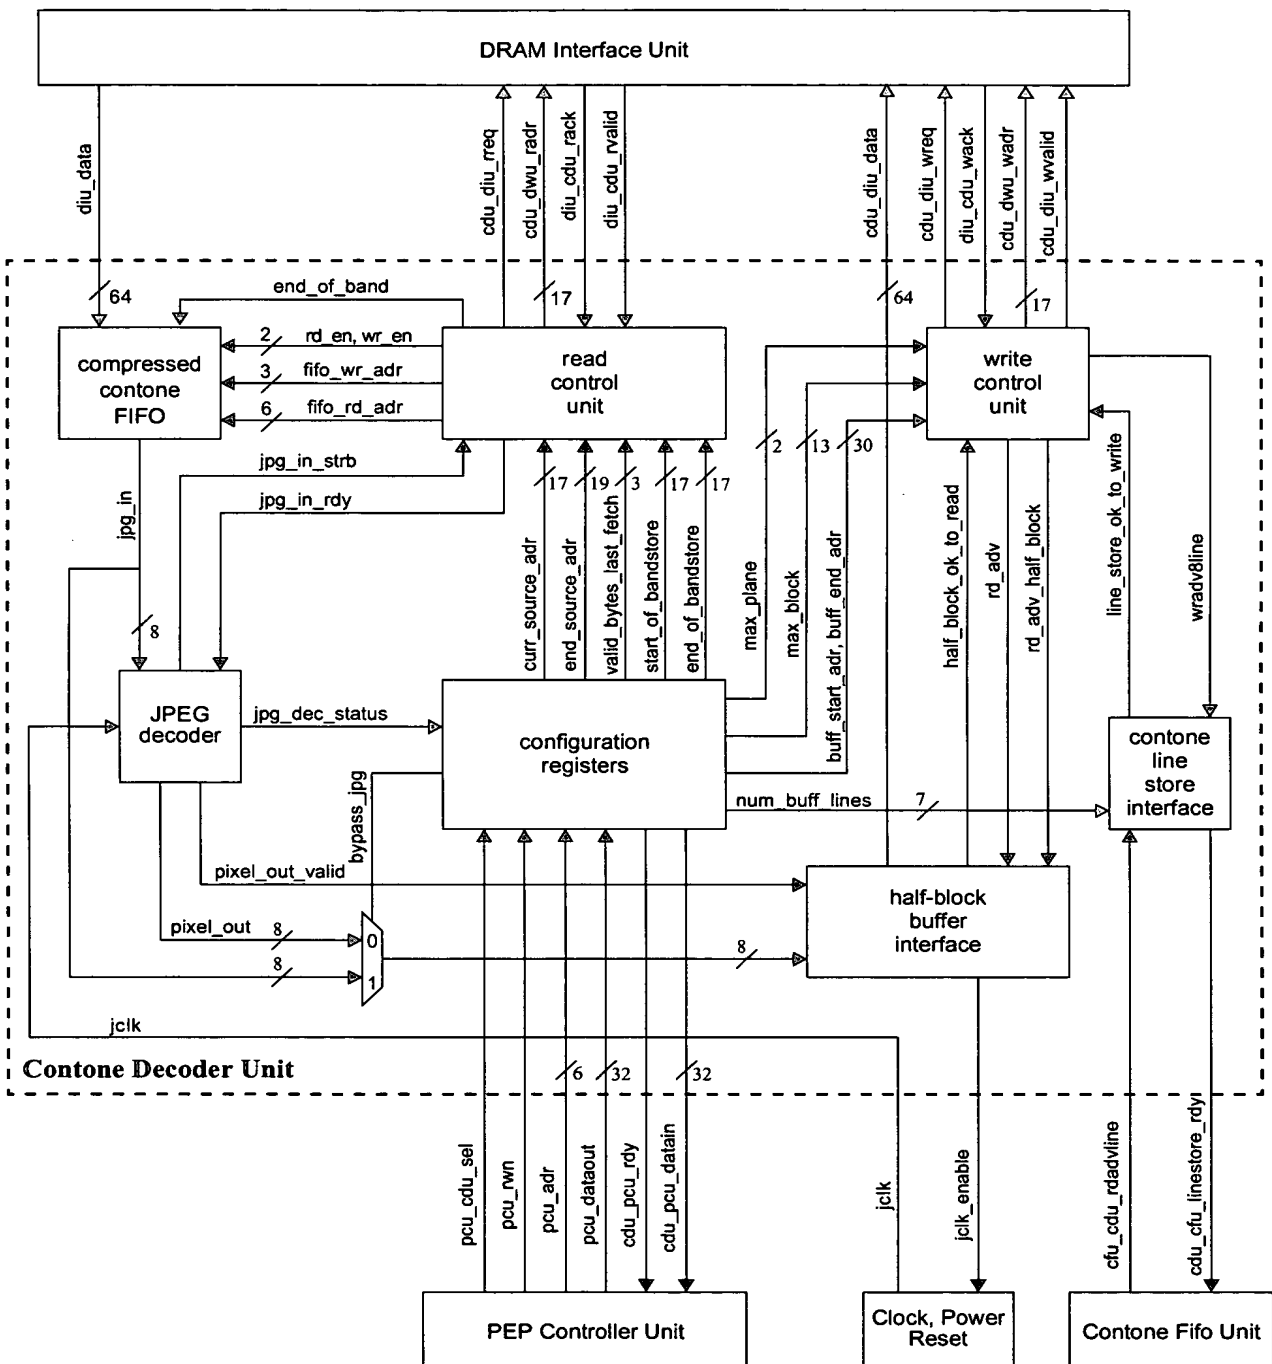 DRAM Interface Unit
diu_data
cdu_diu_rreq
cdu_dwu_radr
diu_cdu_rack
diu_cdu_rvalid
cdu_diu_data
cdu_diu_wreq
diu_cdu_wack
cdu_dwu_wadr
cdu_diu_wvalid
64
end_of_band
17
64
17
compressed
contone
FIFO
2
rd_en, wr_en
3
fifo_wr_adr
6
fifo_rd_adr
read
control
unit
write
control
unit
jpg_in
jpg_in_strb
jpg_in_rdy
8
17
19
3
17
17
2
13
30
curr_source_adr
end_source_adr
valid_bytes_last_fetch
start_of_bandstore
end_of_bandstore
max_plane
max_block
buff_start_adr, buff_end_adr
half_block_ok_to_read
rd_adv
rd_adv_half_block
line_store_ok_to_write
wradv8line
JPEG
decoder
jpg_dec_status
configuration
registers
contone
line
store
interface
bypass_jpg
num_buff_lines
7
pixel_out_valid
pixel_out
8
0
8
1
8
half-block
buffer
interface
jclk
Contone Decoder Unit
6
32
32
pcu_cdu_sel
pcu_rwn
pcu_adr
pcu_dataout
cdu_pcu_rdy
cdu_pcu_datain
jclk
jclk_enable
cfu_cdu_rdadvline
cdu_cfu_linestore_rdy
PEP Controller Unit
Clock, Power
Reset
Contone Fifo Unit